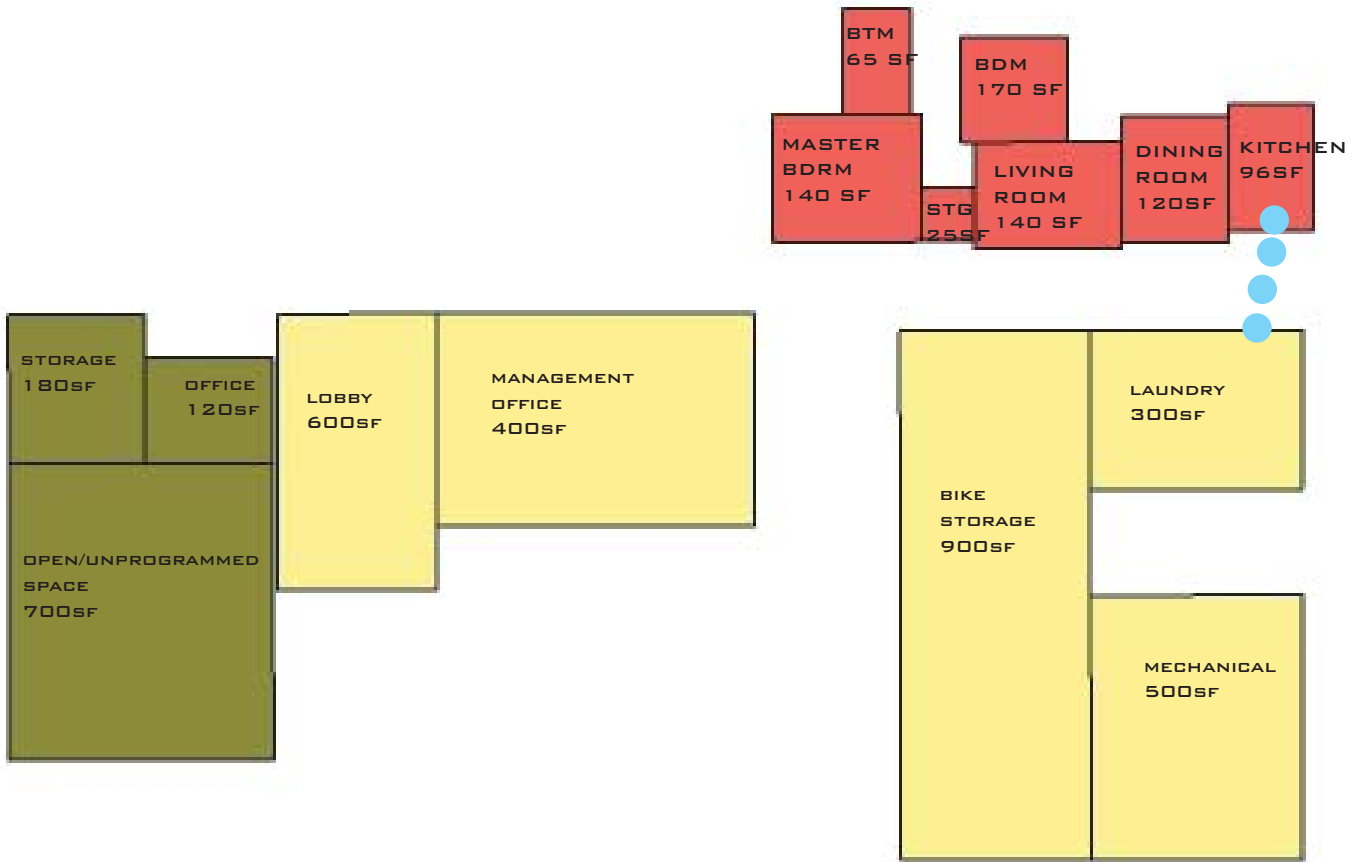 BTM
65 SF
BDM
170 SF
MASTER
BDRM
140 SF
STG
25SF
LIVING
ROOM
140 SF
DINING
ROOM
120SF
KITCHEN
96SF
STORAGE
180SF
OFFICE
120SF
OPEN/UNPROGRAMMED
SPACE
700SF
LOBBY
600SF
MANAGEMENT
OFFICE
400SF
BIKE
STORAGE
900SF
LAUNDRY
300SF
MECHANICAL
500SF